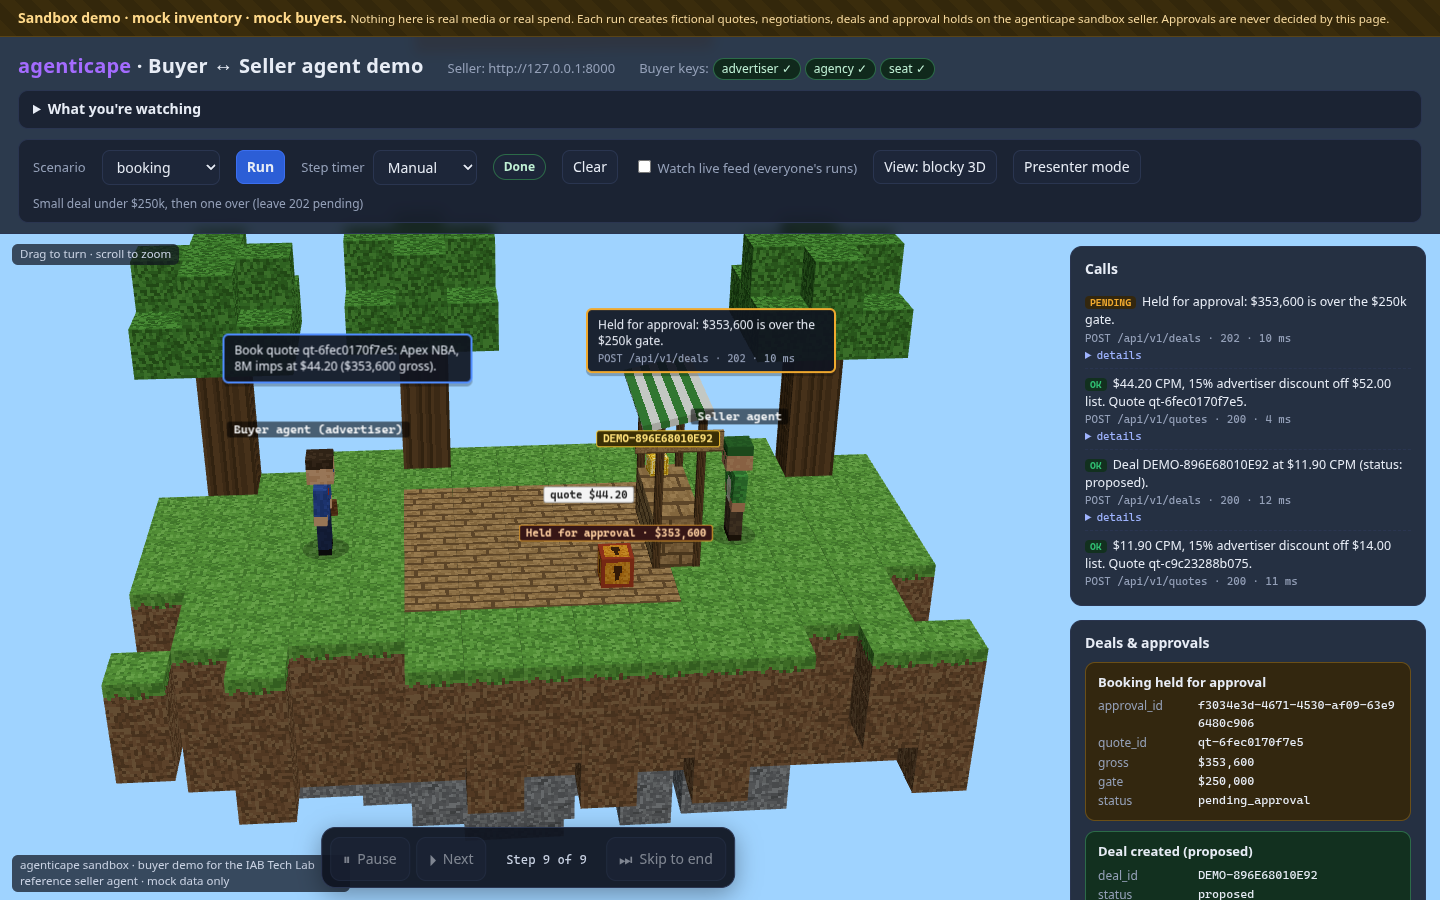 Sandbox demo · mock inventory · mock buyers. Nothing here is real media or real spend. Each run creates fictional quotes, negotiations, deals and approval holds on the agenticape sandbox seller. Approvals are never decided by this page.
agenticape · Buyer ↔ Seller agent demo
Seller: http://127.0.0.1:8000
Buyer keys: advertiser ✓ agency ✓ seat ✓
▶ What you're watching
Scenario booking Run Step timer Manual Done Clear Watch live feed (everyone's runs) View: blocky 3D Presenter mode
Small deal under $250k, then one over (leave 202 pending)
Drag to turn · scroll to zoom
Book quote qt-6fec0170f7e5: Apex NBA,
8M imps at $44.20 ($353,600 gross).
Held for approval: $353,600 is over the
$250k gate.
POST /api/v1/deals · 202 · 10 ms
Buyer agent (advertiser)
Seller agent
DEMO-896E68010E92
quote $44.20
Held for approval · $353,600
agenticape sandbox · buyer demo for the IAB Tech Lab
reference seller agent · mock data only
⏸ Pause
⏵ Next
Step 9 of 9
⏭ Skip to end
Calls
PENDING Held for approval: $353,600 is over the $250k
gate.
POST /api/v1/deals · 202 · 10 ms
▶ details
OK $44.20 CPM, 15% advertiser discount off $52.00
list. Quote qt-6fec0170f7e5.
POST /api/v1/quotes · 200 · 4 ms
▶ details
OK Deal DEMO-896E68010E92 at $11.90 CPM (status:
proposed).
POST /api/v1/deals · 200 · 12 ms
▶ details
OK $11.90 CPM, 15% advertiser discount off $14.00
list. Quote qt-c9c23288b075.
POST /api/v1/quotes · 200 · 11 ms
Deals & approvals
Booking held for approval
approval_id f3034e3d-4671-4530-af09-63e9
6480c906
quote_id qt-6fec0170f7e5
gross $353,600
gate $250,000
status pending_approval
Deal created (proposed)
deal_id DEMO-896E68010E92
status proposed